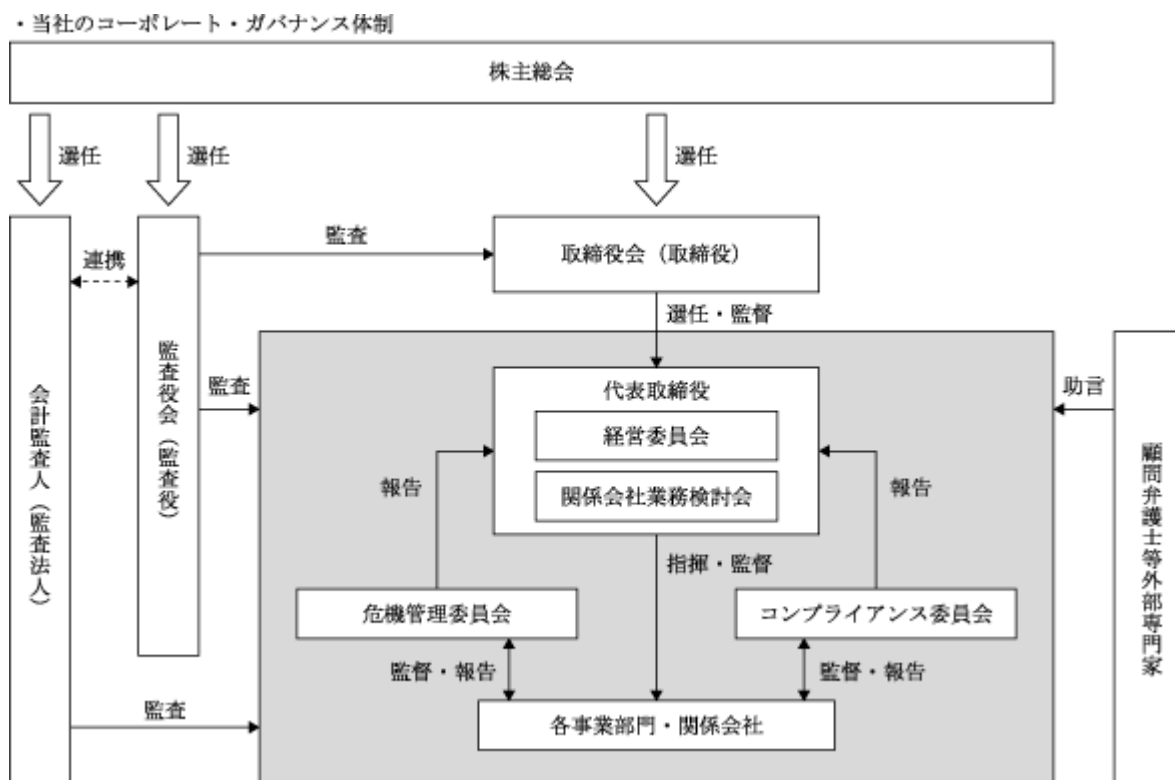 ・当社のコーポレート・ガバナンス体制
株主総会
選任
選任
選任
監査
取締役会（取締役）
連携
選任・監督
監査役会（監査役）
監査
代表取締役
助言
経営委員会
会計監査人（監査法人）
報告
関係会社業務検討会
報告
顧問弁護士等外部専門家
指揮・監督
危機管理委員会
コンプライアンス委員会
監督・報告
監督・報告
監査
各事業部門・関係会社